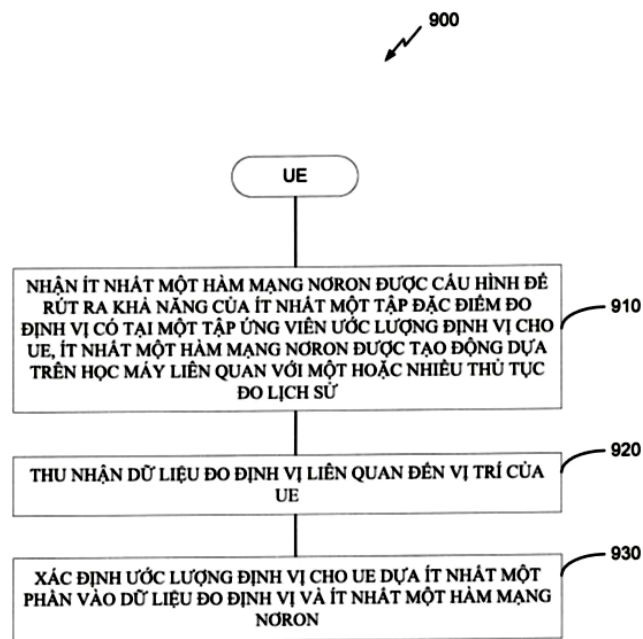 900
UE
NHẬN ÍT NHẤT MỘT HÀM MẠNG NƠRON ĐƯỢC CẤU HÌNH ĐỂ
RÚT RA KHẢ NĂNG CỦA ÍT NHẤT MỘT TẬP ĐẶC ĐIỂM ĐO
ĐỊNH VỊ CÓ TẠI MỘT TẬP ỨNG VIÊN ƯỚC LƯỢNG ĐỊNH VỊ CHO
UE, ÍT NHẤT MỘT HÀM MẠNG NƠRON ĐƯỢC TẠO ĐỘNG DỰA
TRÊN HỌC MÁY LIÊN QUAN VỚI MỘT HOẶC NHIỀU THỦ TỤC
ĐO LỊCH SỬ
910
THU NHẬN DỮ LIỆU ĐO ĐỊNH VỊ LIÊN QUAN ĐẾN VỊ TRÍ CỦA
UE
920
XÁC ĐỊNH ƯỚC LƯỢNG ĐỊNH VỊ CHO UE DỰA ÍT NHẤT MỘT
PHẦN VÀO DỮ LIỆU ĐO ĐỊNH VỊ VÀ ÍT NHẤT MỘT HÀM MẠNG
NƠRON
930